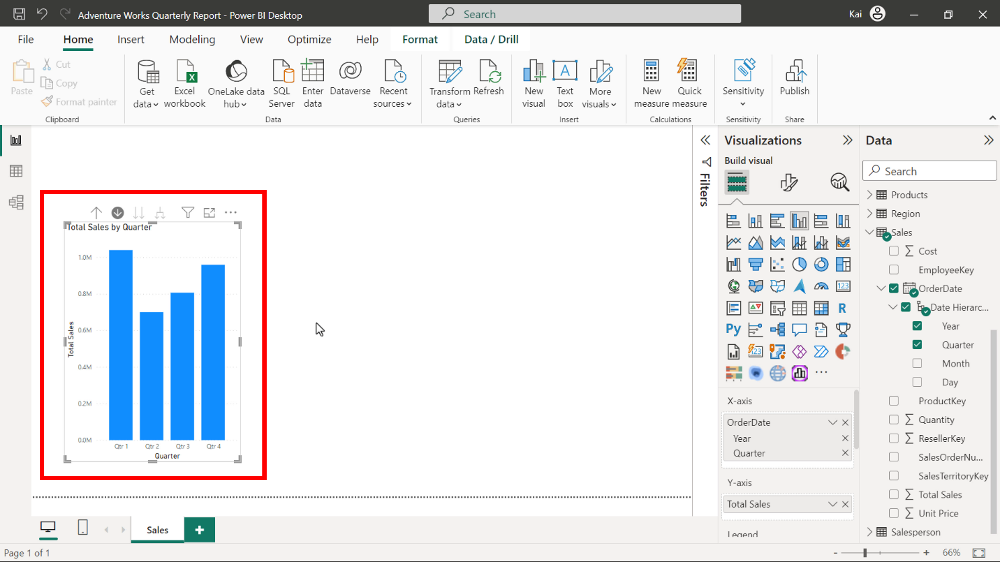 Adventure Works Quarterly Report - Power BI Desktop
Search
Kai
File Home Insert Modeling View Optimize Help Format Data / Drill
Paste
Cut
Copy
Format painter
Clipboard
Get data
Excel workbook
OneLake data hub
SQL Server
Enter data
Dataverse
Recent sources
Data
Transform data
Refresh
Queries
New visual
A
Text box
More visuals
Insert
New measure
Quick measure
Calculations
Sensitivity
Sensitivity
Publish
Share
Total Sales by Quarter
Total Sales
1.0M
0.8M
0.6M
0.4M
0.2M
0.0M
Qtr 1 Qtr 2 Qtr 3 Qtr 4
Quarter
Filters
Visualizations
Build visual
123
R
Py
123
X-axis
OrderDate
Year
Quarter
Y-axis
Total Sales
Legend
Data
Search
Products
Region
Sales
Cost
EmployeeKey
OrderDate
Date Hierarc...
Year
Quarter
Month
Day
ProductKey
Quantity
ResellerKey
SalesOrderNu...
SalesTerritoryKey
Total Sales
Unit Price
Salesperson
Sales
Page 1 of 1
- + 66%